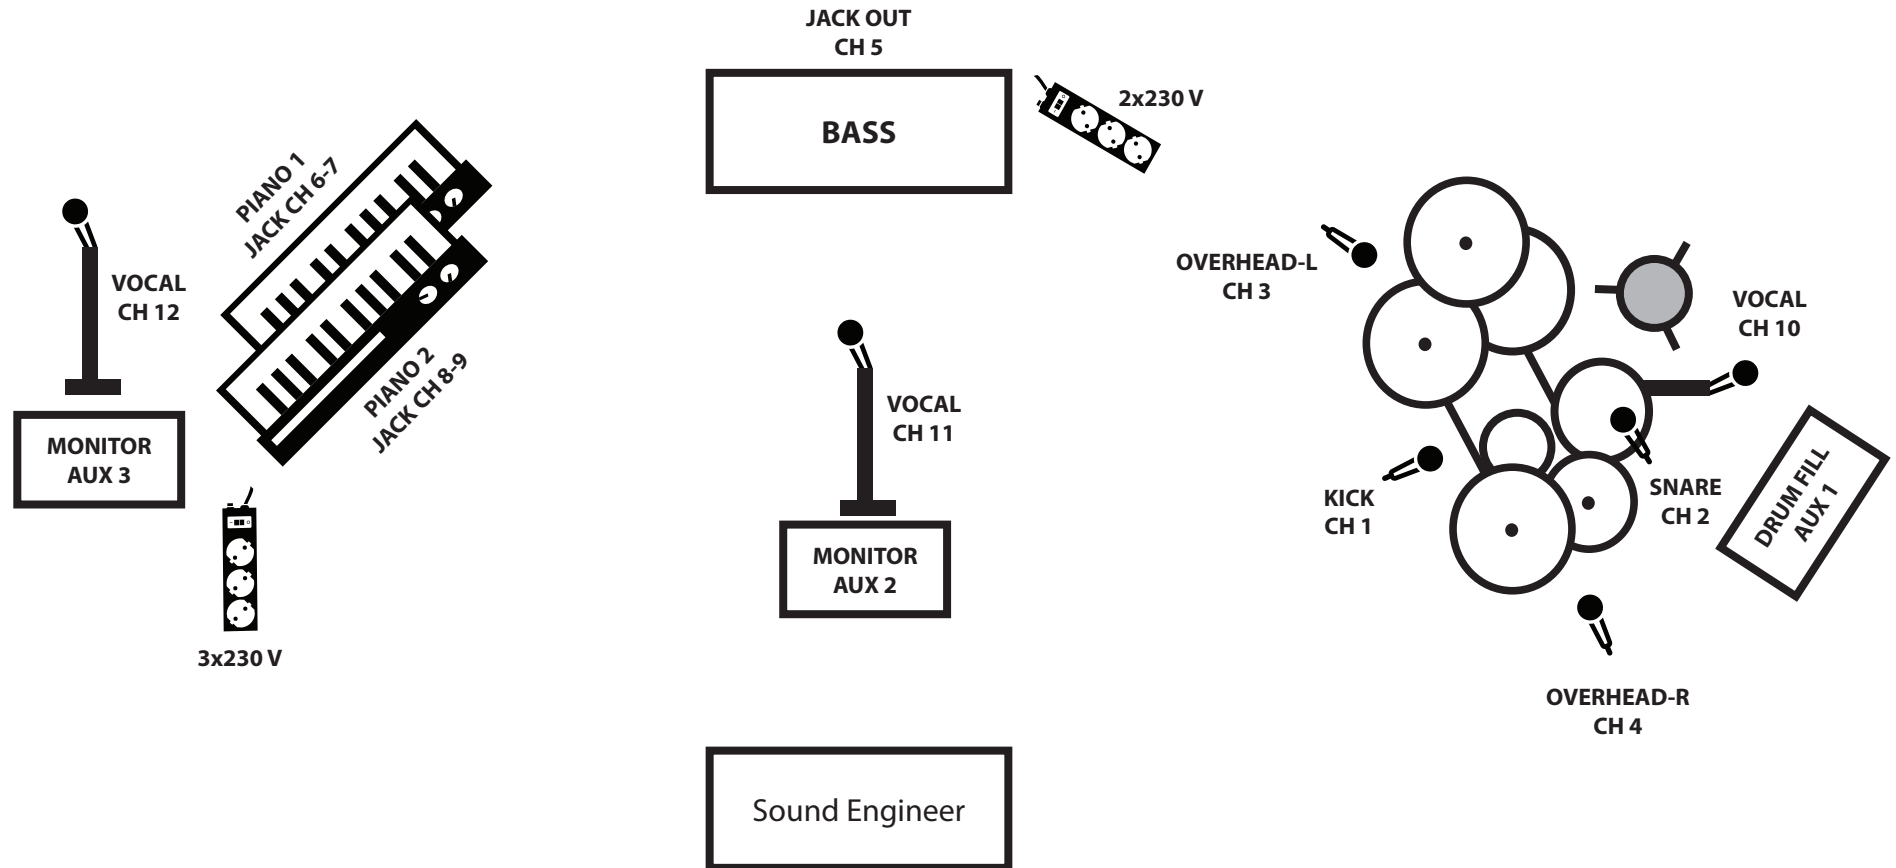 JACK OUT
CH 5
BASS
2x230 V
PIANO 1
JACK CH 6-7
PIANO 2
JACK CH 8-9
VOCAL
CH 12
MONITOR
AUX 3
3x230 V
VOCAL
CH 11
MONITOR
AUX 2
OVERHEAD-L
CH 3
VOCAL
CH 10
KICK
CH 1
SNARE
CH 2
DRUM FILL
AUX 1
OVERHEAD-R
CH 4
Sound Engineer